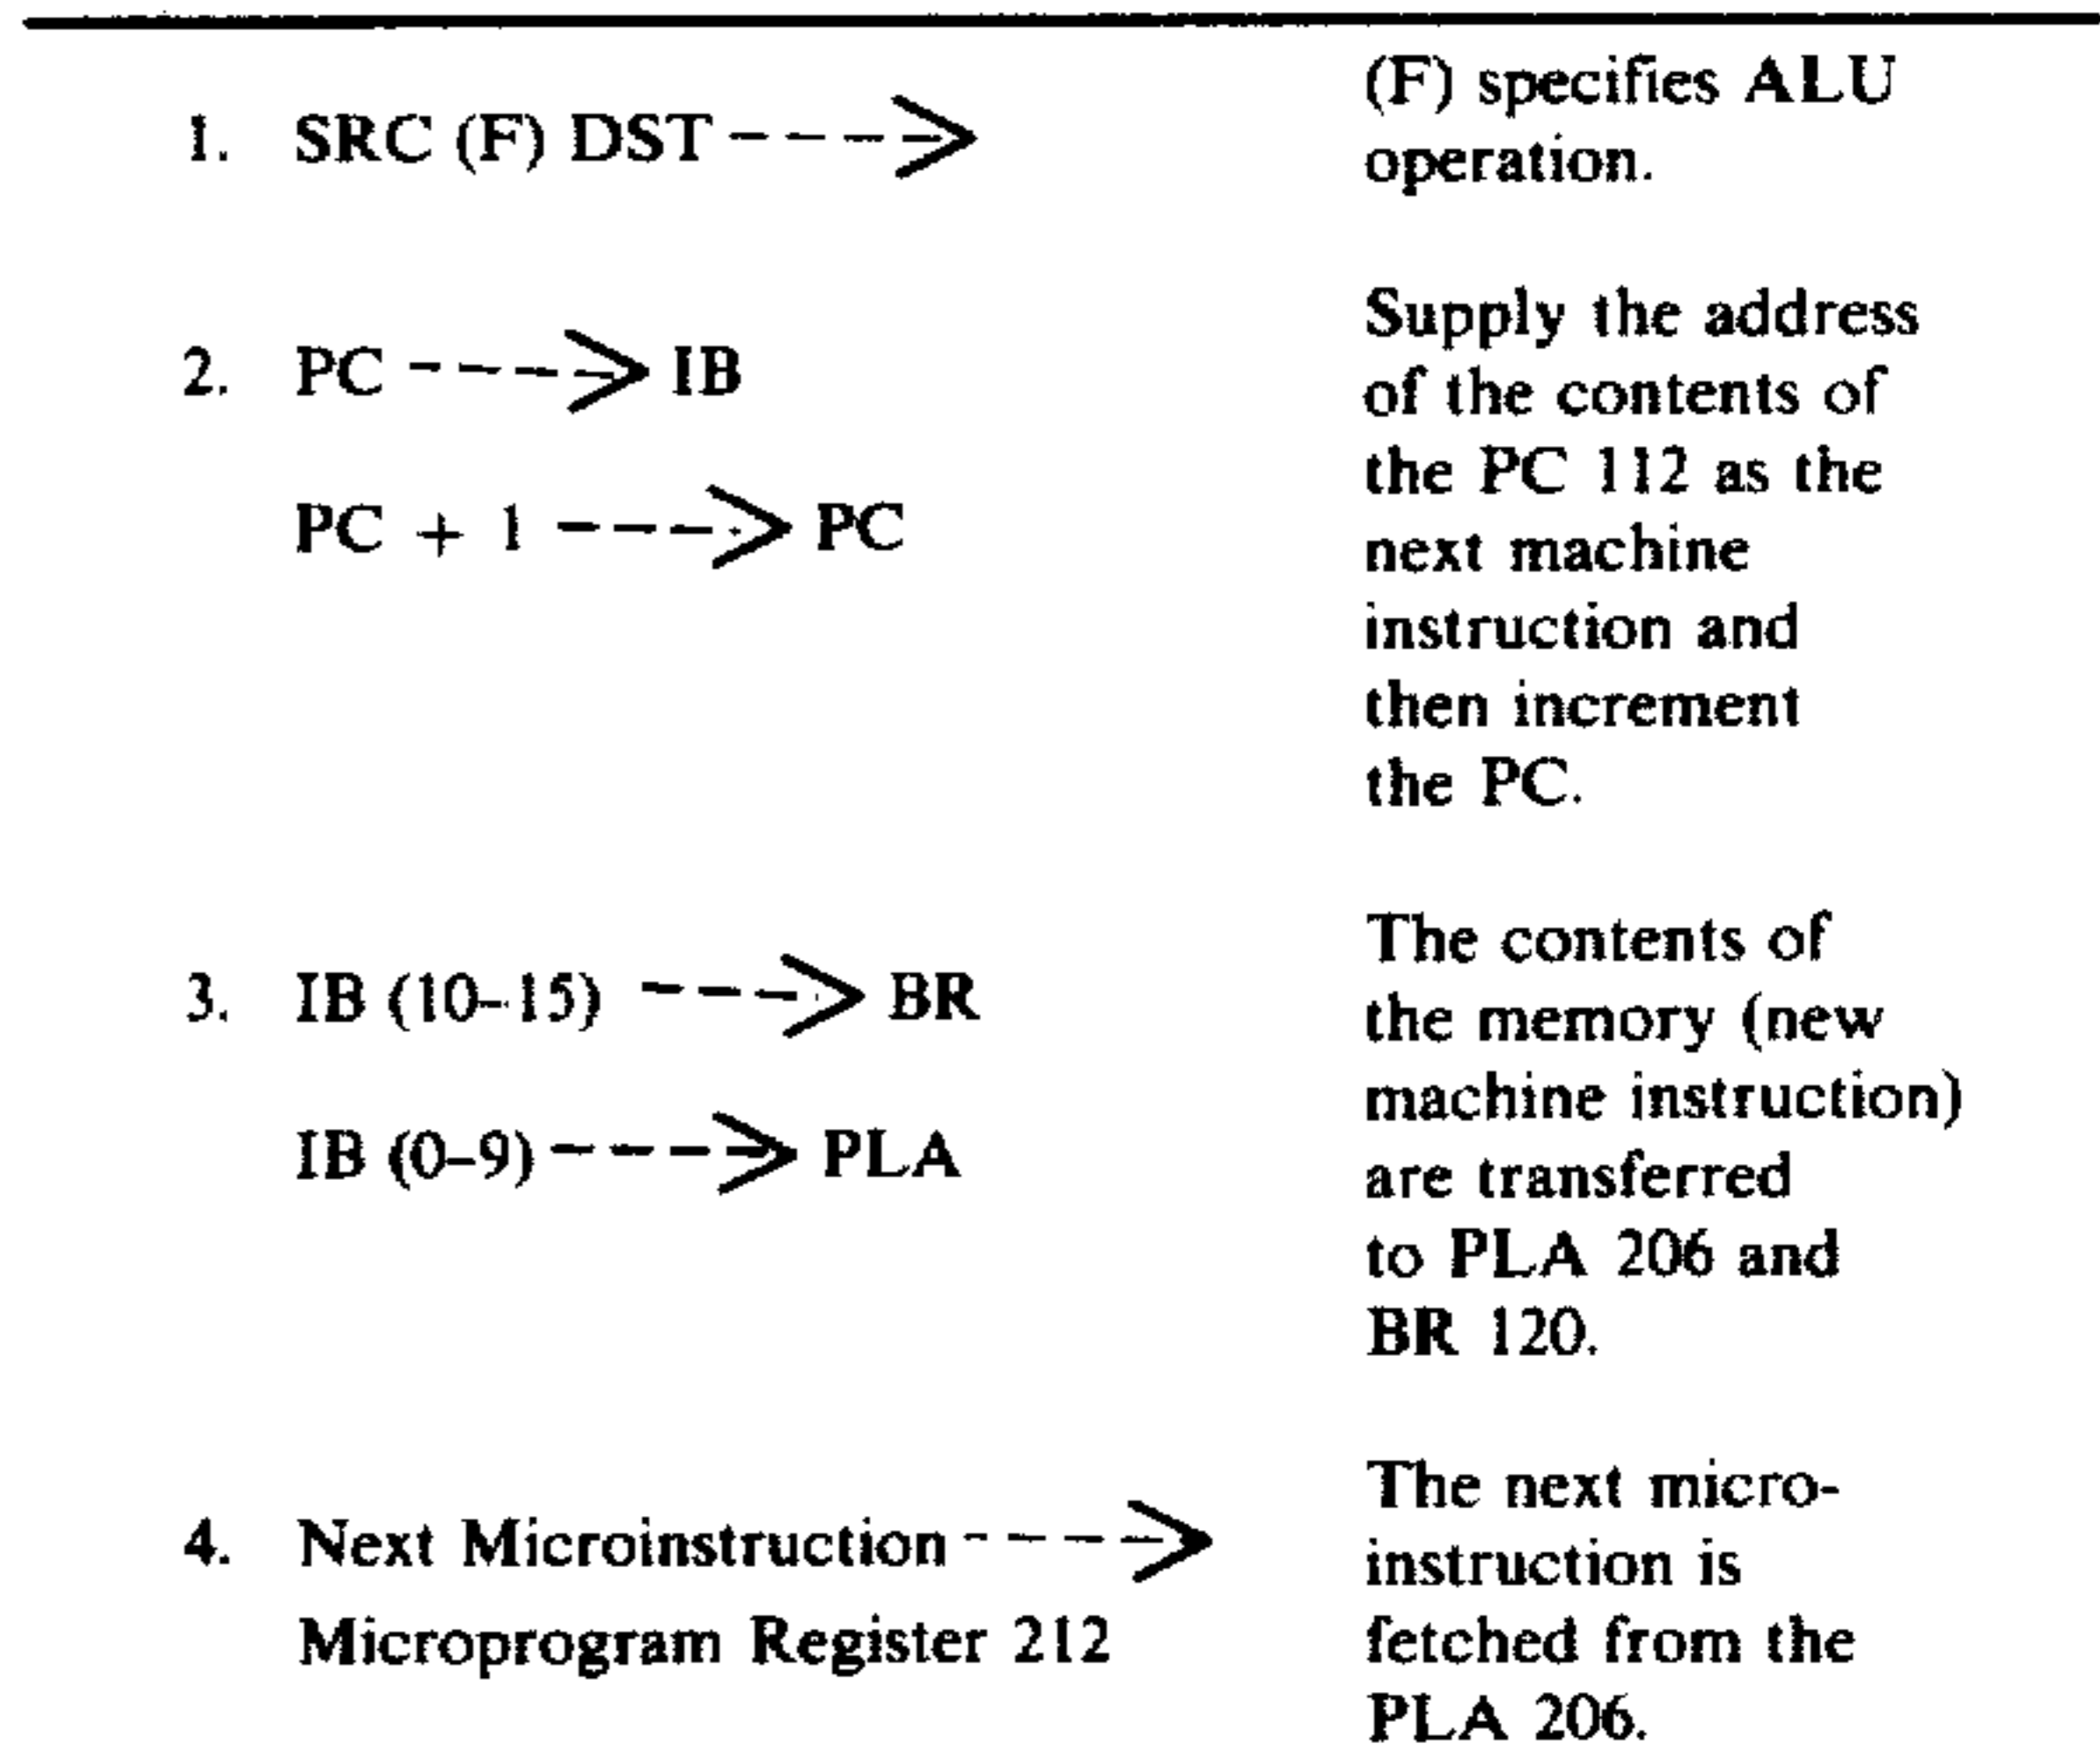 1. SRC (F) DST ----> (F) specifies ALU
operation.
2. PC ----> IB Supply the address
of the contents of
the PC 112 as the
PC + 1 ----> PC next machine
instruction and
then increment
the PC.
3. IB (10–15) ----> BR The contents of
the memory (new
machine instruction)
IB (0–9) ----> PLA are transferred
to PLA 206 and
BR 120.
4. Next Microinstruction ----> The next micro-
instruction is
Microprogram Register 212 fetched from the
PLA 206.